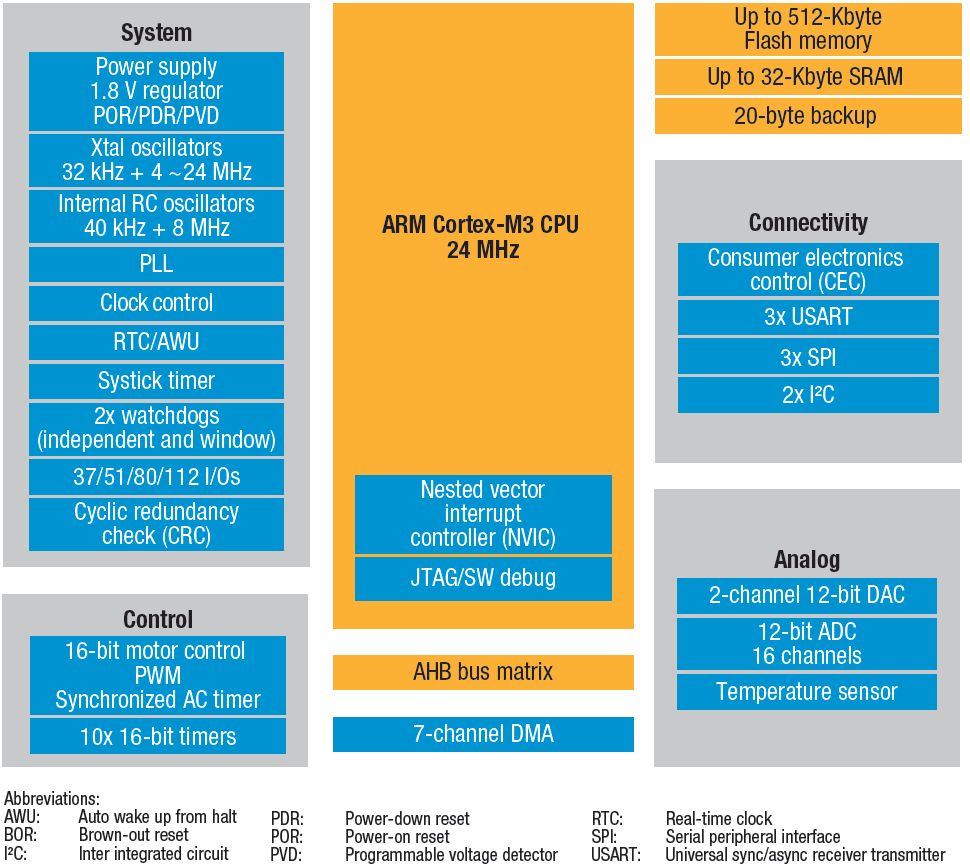 System
Power supply
1.8 V regulator
POR/PDR/PVD
Xtal oscillators
32 kHz + 4 ~24 MHz
Internal RC oscillators
40 kHz + 8 MHz
PLL
Clock control
RTC/AWU
Systick timer
2x watchdogs
(independent and window)
37/51/80/112 I/Os
Cyclic redundancy
check (CRC)
Control
16-bit motor control
PWM
Synchronized AC timer
10x 16-bit timers
ARM Cortex-M3 CPU
24 MHz
Nested vector
interrupt
controller (NVIC)
JTAG/SW debug
AHB bus matrix
7-channel DMA
Up to 512-Kbyte
Flash memory
Up to 32-Kbyte SRAM
20-byte backup
Connectivity
Consumer electronics
control (CEC)
3x USART
3x SPI
2x I²C
Analog
2-channel 12-bit DAC
12-bit ADC
16 channels
Temperature sensor
Abbreviations:
AWU: Auto wake up from halt
BOR: Brown-out reset
I²C: Inter integrated circuit
PDR: Power-down reset
POR: Power-on reset
PVD: Programmable voltage detector
RTC: Real-time clock
SPI: Serial peripheral interface
USART: Universal sync/async receiver transmitter